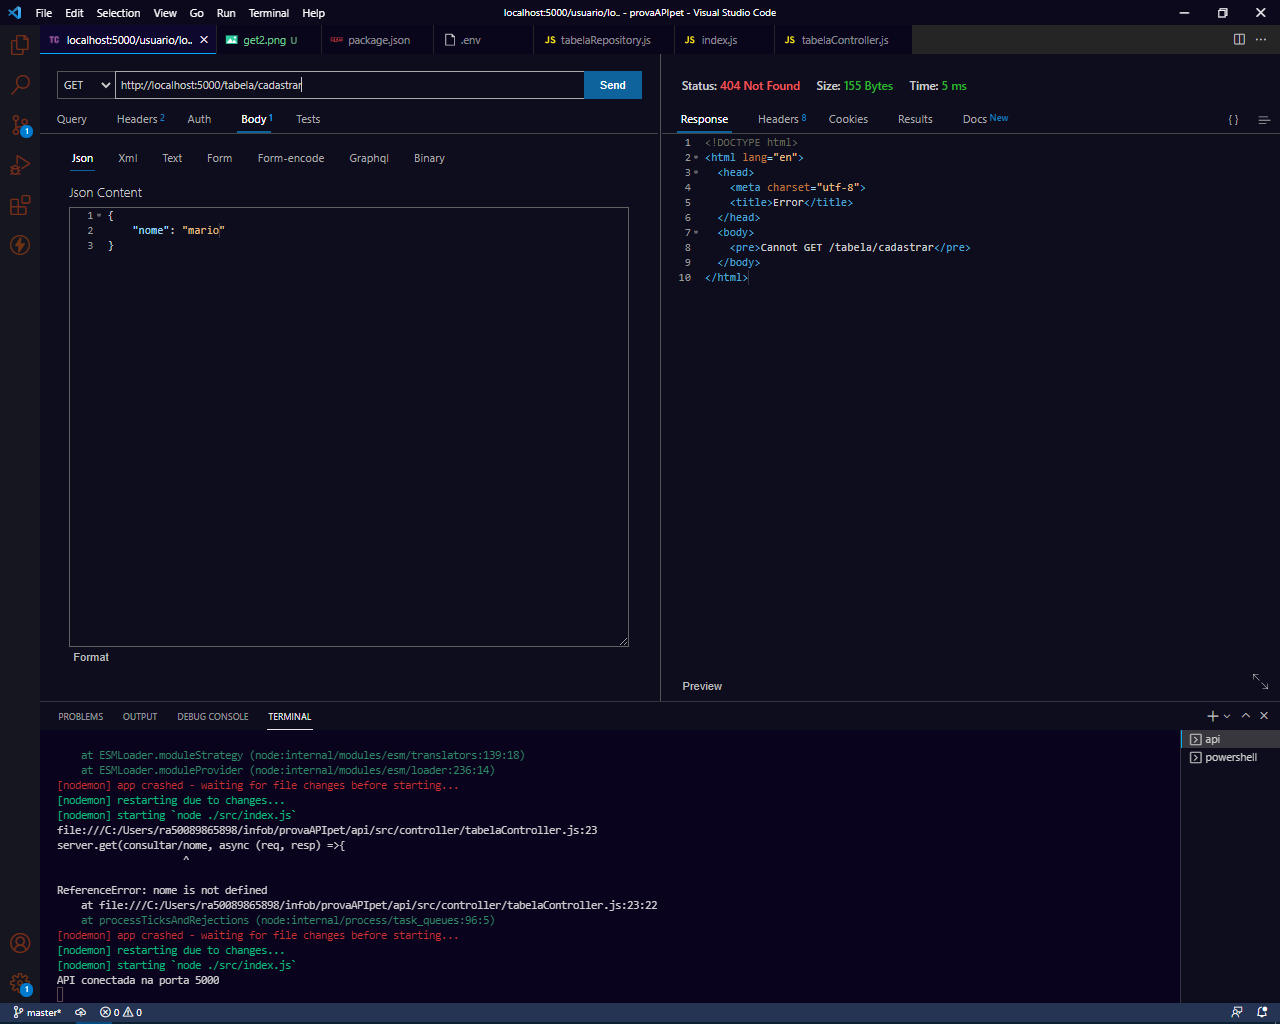 File Edit Selection View Go Run Terminal Help
localhost:5000/usuario/lo.. - provaAPIpet - Visual Studio Code
TC localhost:5000/usuario/lo..
get2.png U
package.json
.env
JS tabelaRepository.js
JS index.js
JS tabelaController.js
GET http://localhost:5000/tabela/cadastrar Send
Query Headers 2 Auth Body 1 Tests
Json Xml Text Form Form-encode Graphql Binary
Json Content
1 {
2 "nome": "mario"
3 }
Format
Status: 404 Not Found Size: 155 Bytes Time: 5 ms
Response Headers 8 Cookies Results Docs New { }
1 <!DOCTYPE html>
2 <html lang="en">
3 <head>
4 <meta charset="utf-8">
5 <title>Error</title>
6 </head>
7 <body>
8 <pre>Cannot GET /tabela/cadastrar</pre>
9 </body>
10 </html>
Preview
1
PROBLEMS OUTPUT DEBUG CONSOLE TERMINAL
at ESMLoader.moduleStrategy (node:internal/modules/esm/translators:139:18)
at ESMLoader.moduleProvider (node:internal/modules/esm/loader:236:14)
[nodemon] app crashed - waiting for file changes before starting...
[nodemon] restarting due to changes...
[nodemon] starting `node ./src/index.js`
file:///C:/Users/ra50089865898/infob/provaAPIpet/api/src/controller/tabelaController.js:23
server.get(consultar/nome, async (req, resp) =>{
^
ReferenceError: nome is not defined
at file:///C:/Users/ra50089865898/infob/provaAPIpet/api/src/controller/tabelaController.js:23:22
at processTicksAndRejections (node:internal/process/task_queues:96:5)
[nodemon] app crashed - waiting for file changes before starting...
[nodemon] restarting due to changes...
[nodemon] starting `node ./src/index.js`
API conectada na porta 5000
api
powershell
1
master* 0 0